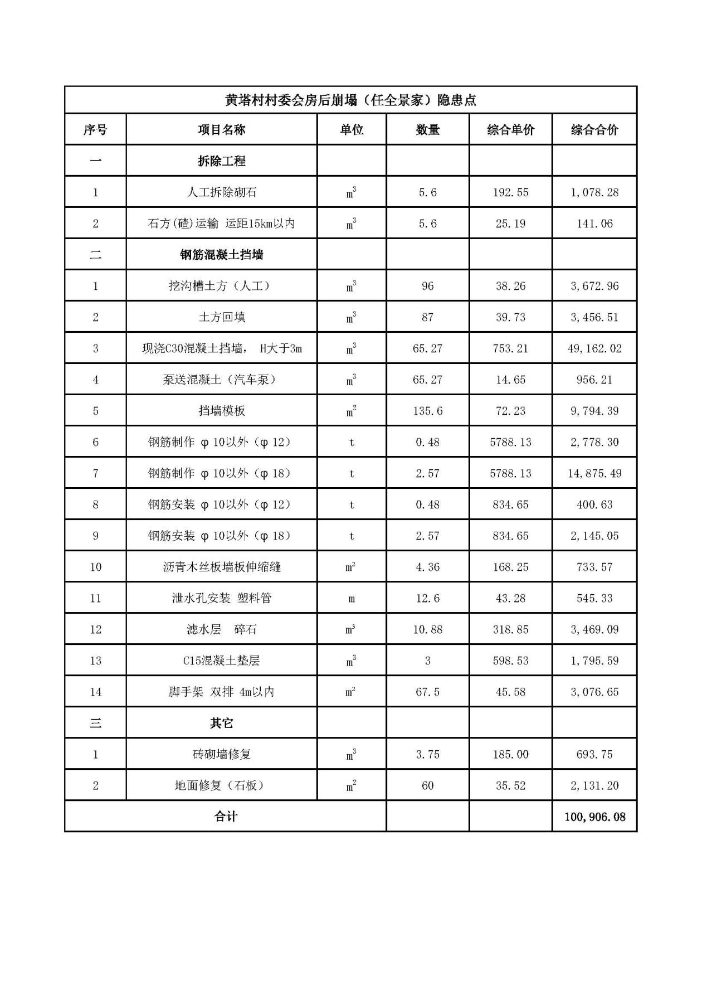 黄塔村村委会房后崩塌（任全景家）隐患点
序号 项目名称 单位 数量 综合单价 综合合价
一 拆除工程
1 人工拆除砌石 m³ 5.6 192.55 1,078.28
2 石方(碴)运输 运距15km以内 m³ 5.6 25.19 141.06
二 钢筋混凝土挡墙
1 挖沟槽土方（人工） m³ 96 38.26 3,672.96
2 土方回填 m³ 87 39.73 3,456.51
3 现浇C30混凝土挡墙， H大于3m m³ 65.27 753.21 49,162.02
4 泵送混凝土（汽车泵） m³ 65.27 14.65 956.21
5 挡墙模板 m² 135.6 72.23 9,794.39
6 钢筋制作 φ 10以外（φ 12） t 0.48 5788.13 2,778.30
7 钢筋制作 φ 10以外（φ 18） t 2.57 5788.13 14,875.49
8 钢筋安装 φ 10以外（φ 12） t 0.48 834.65 400.63
9 钢筋安装 φ 10以外（φ 18） t 2.57 834.65 2,145.05
10 沥青木丝板墙板伸缩缝 m² 4.36 168.25 733.57
11 泄水孔安装 塑料管 m 12.6 43.28 545.33
12 滤水层 碎石 m³ 10.88 318.85 3,469.09
13 C15混凝土垫层 m³ 3 598.53 1,795.59
14 脚手架 双排 4m以内 m² 67.5 45.58 3,076.65
三 其它
1 砖砌墙修复 m³ 3.75 185.00 693.75
2 地面修复（石板） m² 60 35.52 2,131.20
合计 100,906.08